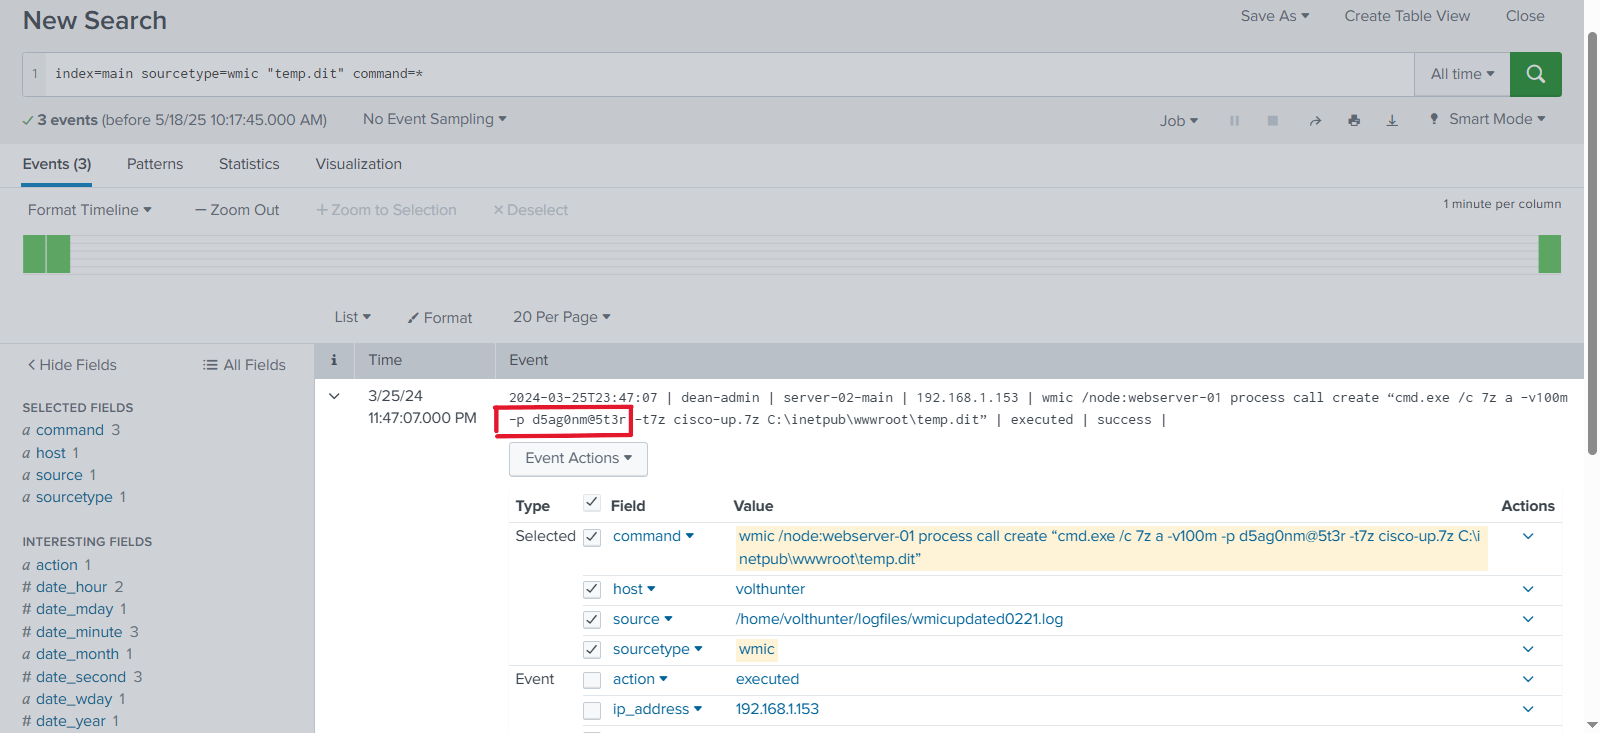 New Search
Save As Create Table View Close
1 index=main sourcetype=wmic "temp.dit" command=*
All time
3 events (before 5/18/25 10:17:45.000 AM) No Event Sampling
Job Smart Mode
Events (3) Patterns Statistics Visualization
Format Timeline — Zoom Out + Zoom to Selection × Deselect
1 minute per column
List Format 20 Per Page
Hide Fields All Fields
i Time Event
SELECTED FIELDS
a command 3
a host 1
a source 1
a sourcetype 1
INTERESTING FIELDS
a action 1
# date_hour 2
# date_mday 1
# date_minute 3
a date_month 1
# date_second 3
a date_wday 1
# date_year 1
3/25/24
11:47:07.000 PM
2024-03-25T23:47:07 | dean-admin | server-02-main | 192.168.1.153 | wmic /node:webserver-01 process call create “cmd.exe /c 7z a -v100m
-p d5ag0nm@5t3r -t7z cisco-up.7z C:\inetpub\wwwroot\temp.dit” | executed | success |
Event Actions
Type Field Value Actions
Selected command wmic /node:webserver-01 process call create “cmd.exe /c 7z a -v100m -p d5ag0nm@5t3r -t7z cisco-up.7z C:\i
netpub\wwwroot\temp.dit”
host volthunter
source /home/volthunter/logfiles/wmicupdated0221.log
sourcetype wmic
Event action executed
ip_address 192.168.1.153